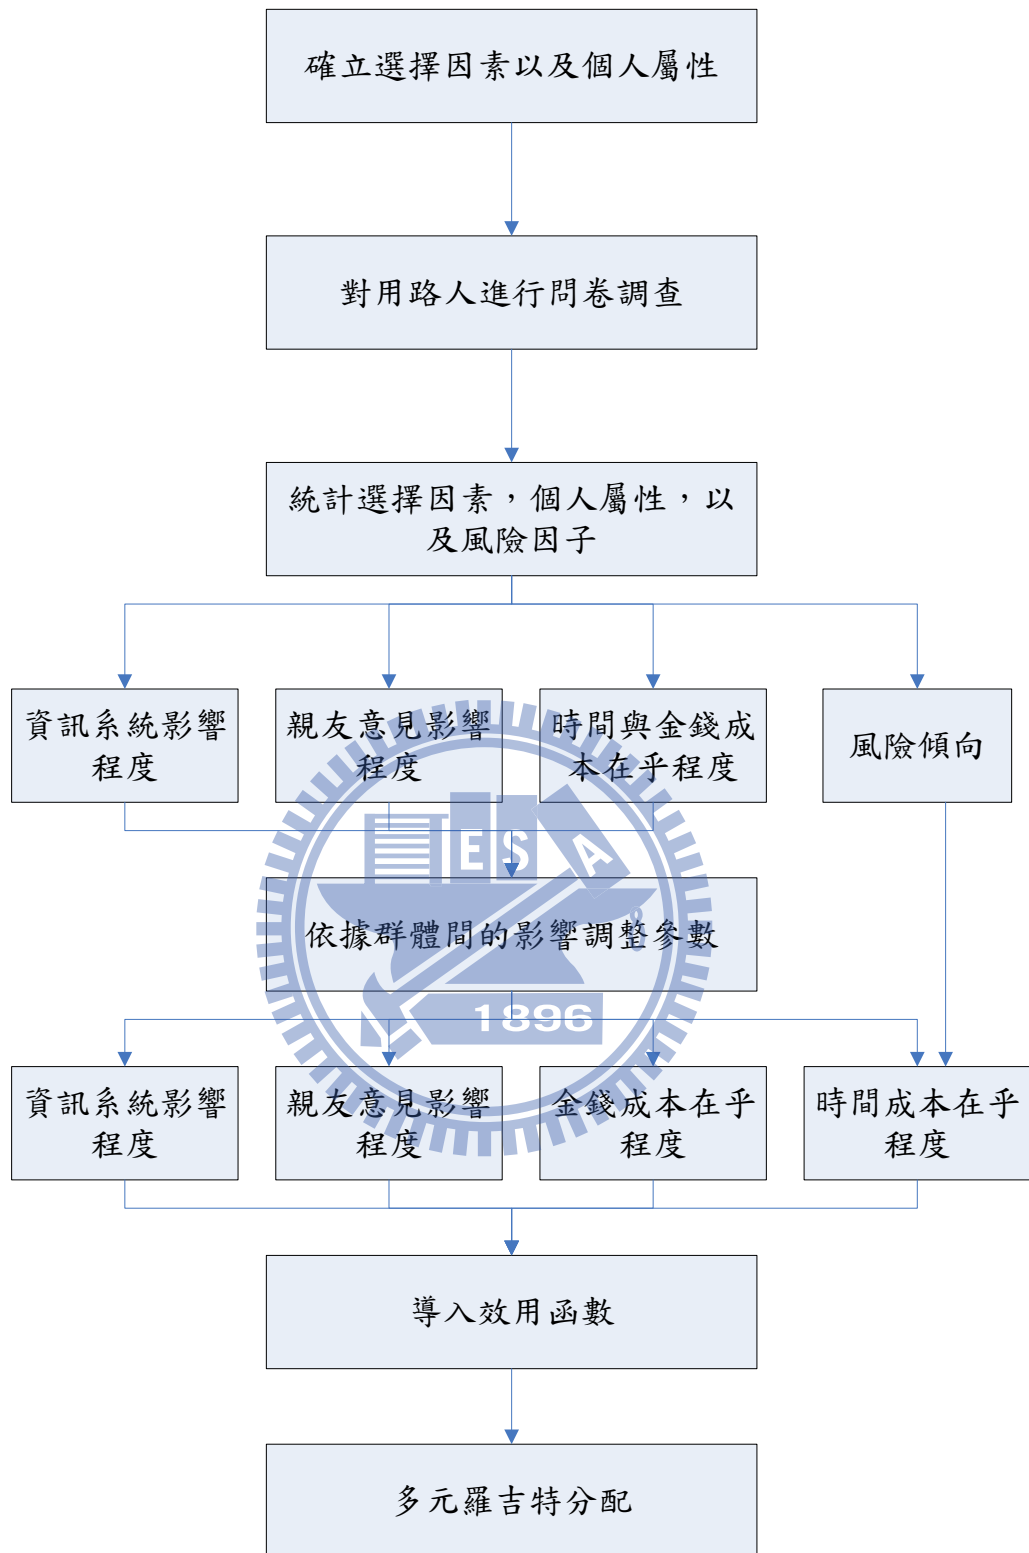 確立選擇因素以及個人屬性
對用路人進行問卷調查
統計選擇因素，個人屬性，以
及風險因子
資訊系統影響
程度
親友意見影響
程度
時間與金錢成
本在乎程度
風險傾向
E S A
依據群體間的影響調整參數
1896
資訊系統影響
程度
親友意見影響
程度
金錢成本在乎
程度
時間成本在乎
程度
導入效用函數
多元羅吉特分配